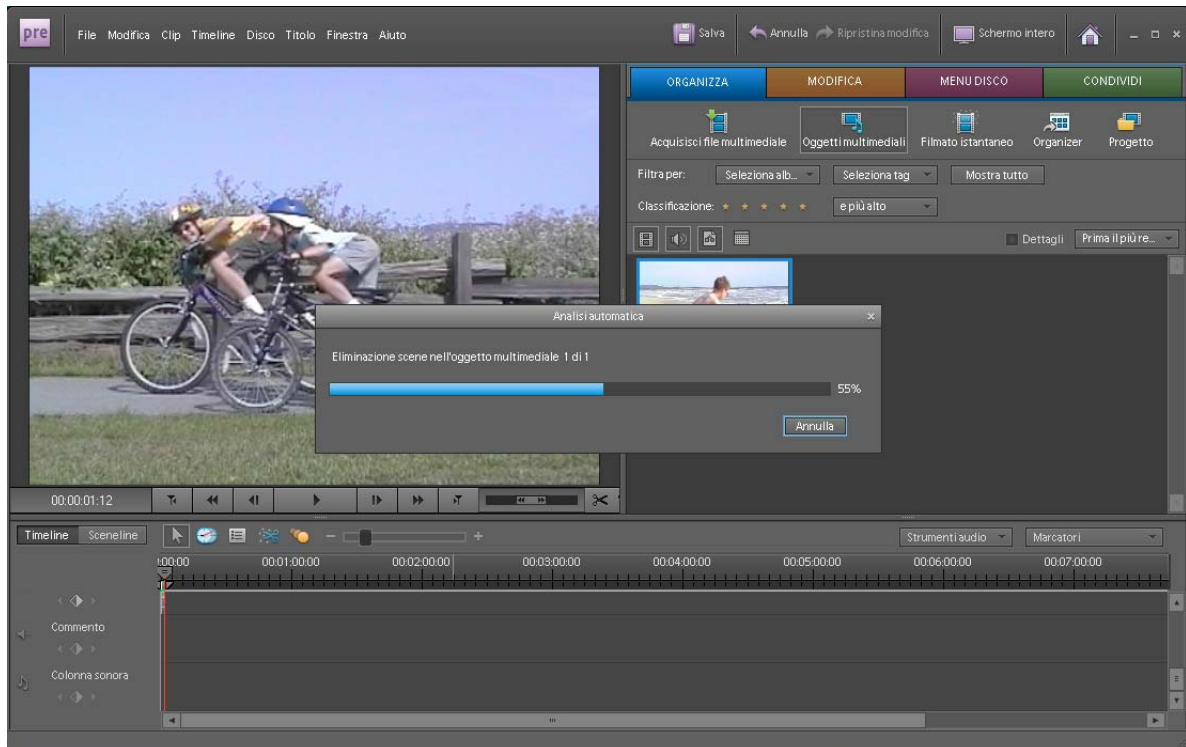 pre File Modifica Clip Timeline Disco Titolo Finestra Aiuto Salva Annulla Ripristina modifica Schermo intero
ORGANIZZA MODIFICA MENU DISCO CONDIVIDI
Acquisisci file multimediale Oggetti multimediali Filmato istantaneo Organizer Progetto
Filtra per: Seleziona alb... Seleziona tag Mostra tutto
Classificazione: e più alto
Dettagli Prima il più re...
Analisi automatica
Eliminazione scene nell'oggetto multimediale 1 di 1
55%
Annulla
00:00:01:12
Timeline Sceneline Strumenti audio Marcatori
:00:00 00:01:00:00 00:02:00:00 00:03:00:00 00:04:00:00 00:05:00:00 00:06:00:00 00:07:00:00
Commento
Colonna sonora